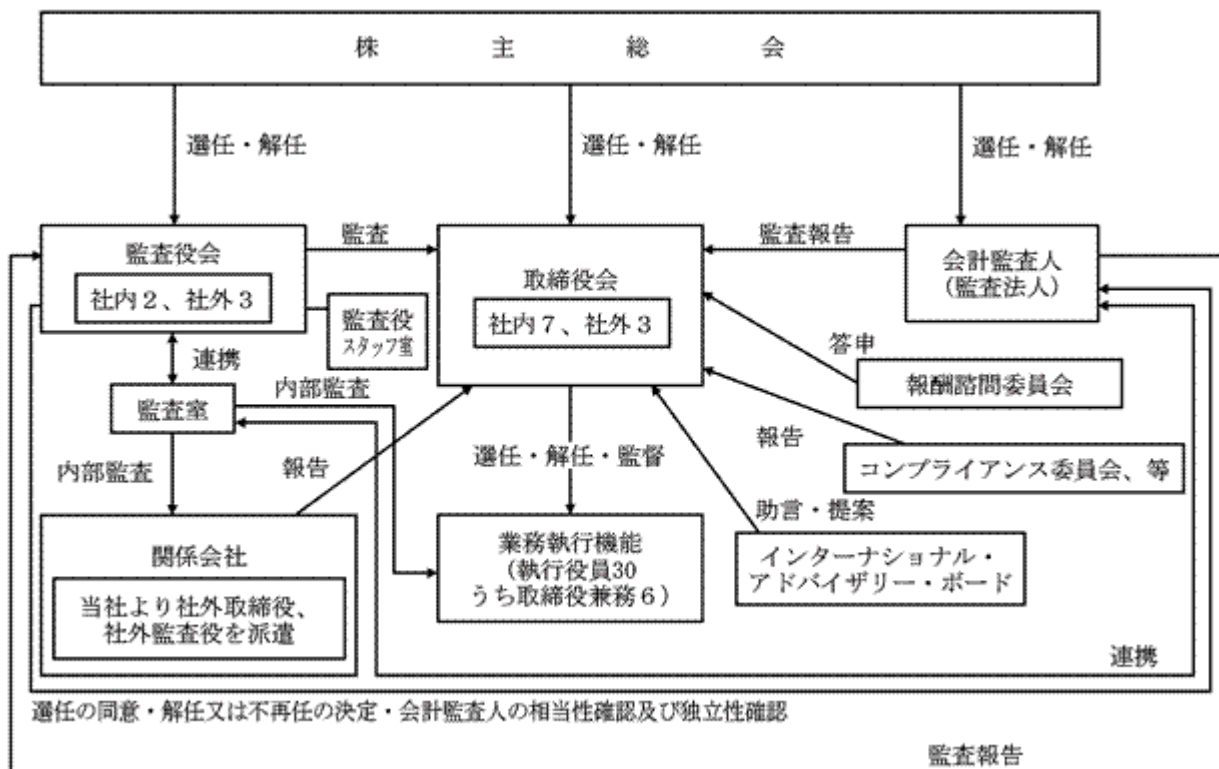 株主総会
選任・解任
選任・解任
選任・解任
監査役会
社内2、社外3
監査
監査役
スタッフ室
取締役会
社内7、社外3
監査報告
会計監査人
(監査法人)
連携
内部監査
監査室
答申
報酬諮問委員会
内部監査
報告
選任・解任・監督
報告
コンプライアンス委員会、等
関係会社
当社より社外取締役、
社外監査役を派遣
業務執行機能
(執行役員30
うち取締役兼務6)
助言・提案
インターナショナル・
アドバイザリー・ボード
連携
選任の同意・解任又は不再任の決定・会計監査人の相当性確認及び独立性確認
監査報告